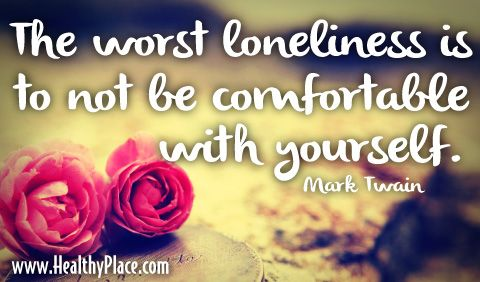 The worst loneliness is
to not be comfortable
with yourself.
Mark Twain
www.HealthyPlace.com